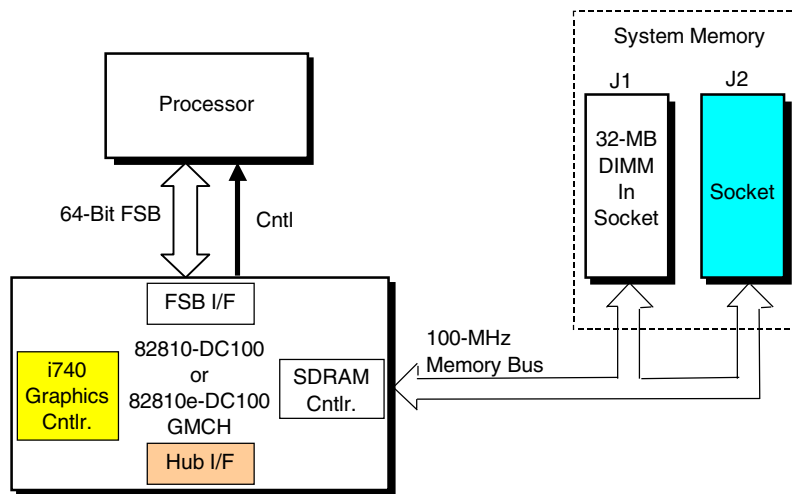 System Memory
J1
J2
Processor
32-MB
DIMM
In
Socket
Socket
64-Bit FSB
Cntl
FSB I/F
82810-DC100
or
82810e-DC100
GMCH
i740
Graphics
Cntlr.
SDRAM
Cntlr.
Hub I/F
100-MHz
Memory Bus